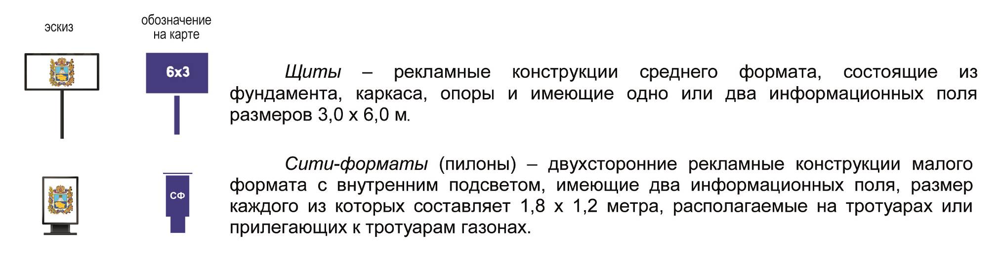 эскиз
обозначение
на карте
6x3
Щиты – рекламные конструкции среднего формата, состоящие из
фундамента, каркаса, опоры и имеющие одно или два информационных поля
размеров 3,0 х 6,0 м.
СФ
Сити-форматы (пилоны) – двухсторонние рекламные конструкции малого
формата с внутренним подсветом, имеющие два информационных поля, размер
каждого из которых составляет 1,8 х 1,2 метра, располагаемые на тротуарах или
прилегающих к тротуарам газонах.